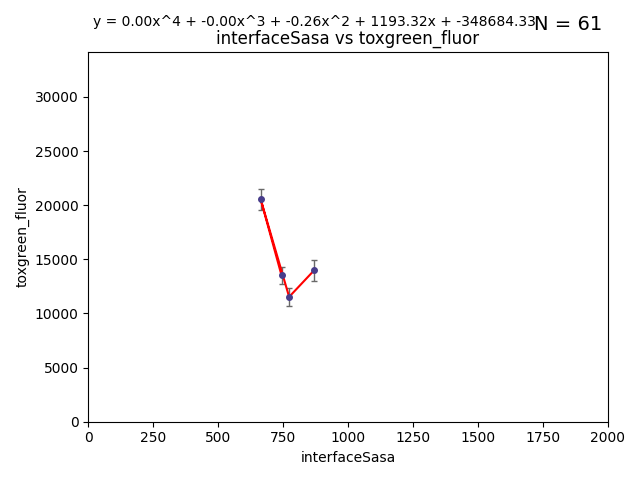 y = 0.00x^4 + -0.00x^3 + -0.26x^2 + 1193.32x + -348684.33
N = 61
interfaceSasa vs toxgreen_fluor
30000
25000
20000
15000
10000
5000
0
toxgreen_fluor
0 250 500 750 1000 1250 1500 1750 2000
interfaceSasa